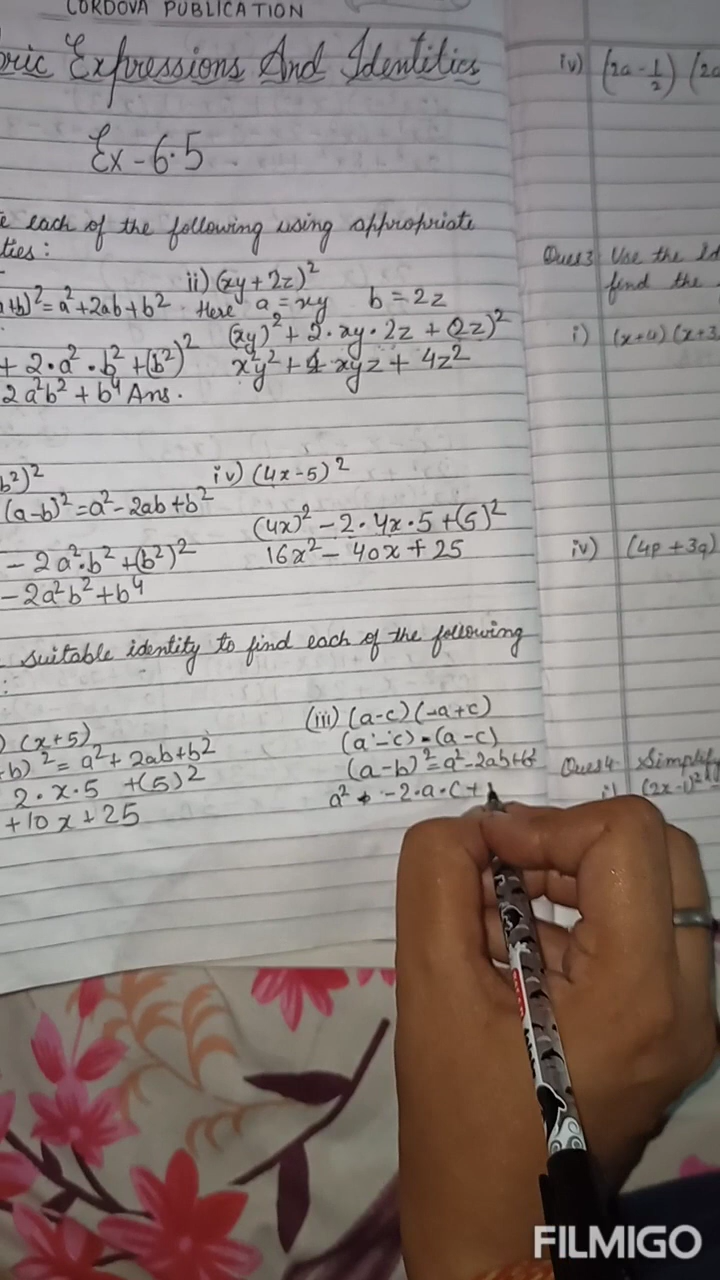 CORDOVA PUBLICATION
Expressions And Identities
Ex-6.5
each of the following using appropriate
ties:
ii) (xy+2z)²
+b)²=a²+2ab+b² Here a=xy b=2z
(xy)²+2·xy·2z+(2z)²
+2·a²·b²+(b²)²
x²y²+4xyz+4z²
2a²b²+b⁴ Ans.
b²)²
iv) (4x-5)²
(a-b)²=a²-2ab+b²
(4x)²-2·4x·5+(5)²
-2a²·b²+(b²)²
16x²-40x+25
-2a²b²+b⁴
suitable identity to find each of the following
:
) (x+5)
+b)²=a²+2ab+b²
2·x·5+(5)²
+10x+25
(iii) (a-c)(-a+c)
(a-c)-(a-c)
(a-b)²=a²-2ab+b²
a² -2·a·c+
iv) (2a-1/2)(2a
Ques3 Use the Id
find the
i) (x+4)(x+3
iv) (4p+3q)
Ques4 Simplify
i) (2x-1)²
FILMIGO